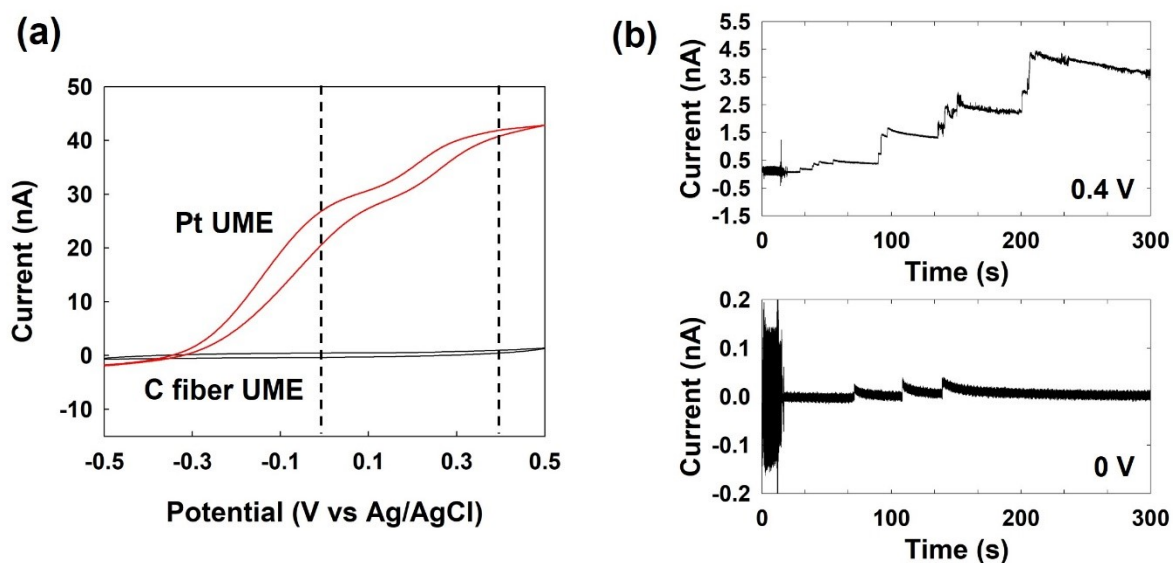 (a)
50
40
30
20
10
0
-10
Current (nA)
Pt UME
C fiber UME
-0.5 -0.3 -0.1 0.1 0.3 0.5
Potential (V vs Ag/AgCl)
(b)
5.5
4.5
3.5
2.5
1.5
0.5
-0.5
-1.5
Current (nA)
0.4 V
0 100 200 300
Time (s)
0.2
0.1
0.0
-0.1
-0.2
Current (nA)
0 V
0 100 200 300
Time (s)